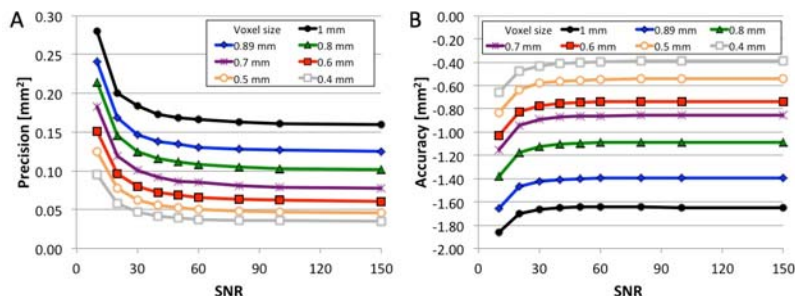 A
B
Voxel size
1 mm
0.89 mm
0.8 mm
0.7 mm
0.6 mm
0.5 mm
0.4 mm
Precision [mm²]
0.30
0.25
0.20
0.15
0.10
0.05
0.00
0 30 60 90 120 150
SNR
Voxel size
1 mm
0.89 mm
0.8 mm
0.7 mm
0.6 mm
0.5 mm
0.4 mm
Accuracy [mm²]
0.00
-0.20
-0.40
-0.60
-0.80
-1.00
-1.20
-1.40
-1.60
-1.80
-2.00
0 30 60 90 120 150
SNR